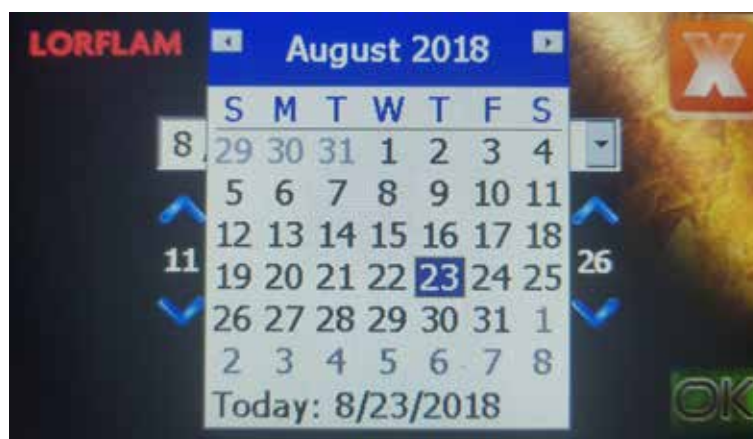 LORFLAM
August 2018
X
S M T W T F S
8 29 30 31 1 2 3 4
5 6 7 8 9 10 11
12 13 14 15 16 17 18
11 19 20 21 22 23 24 25 26
26 27 28 29 30 31 1
2 3 4 5 6 7 8
Today: 8/23/2018
OK